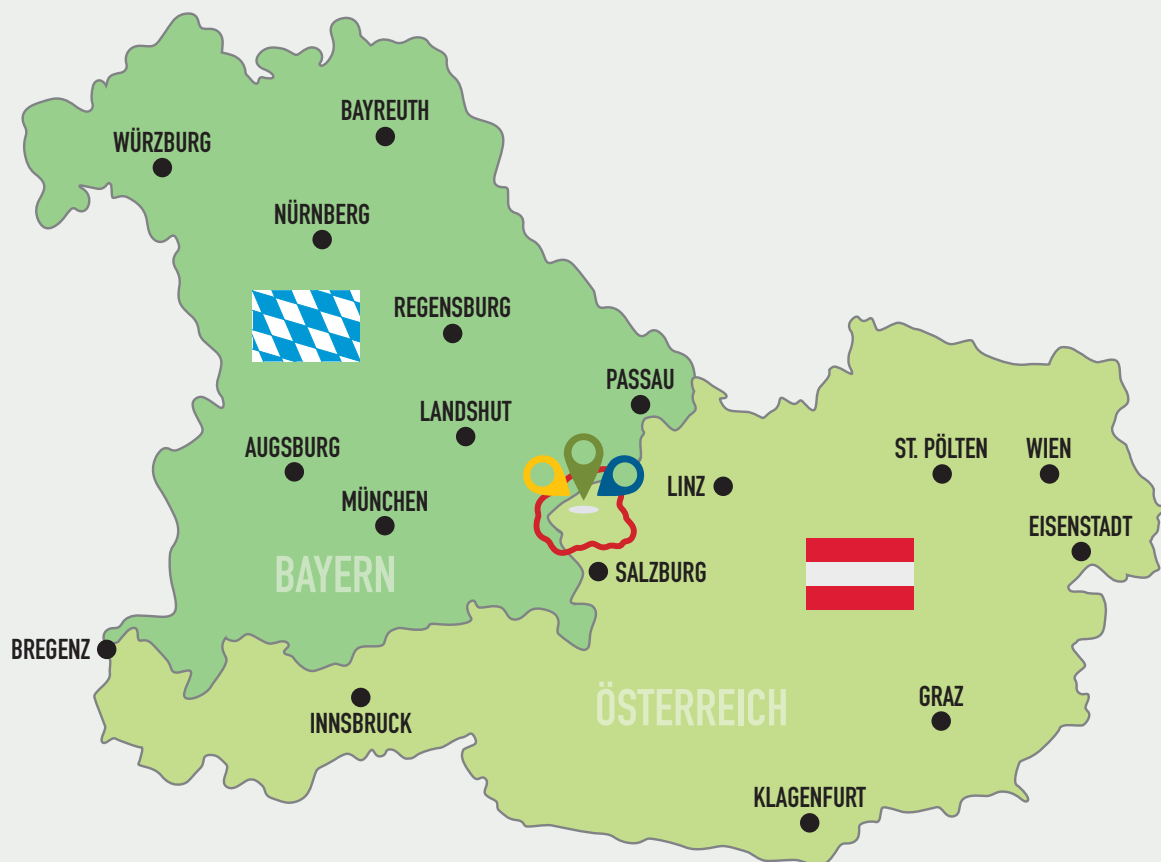 BAYREUTH
WÜRZBURG
NÜRNBERG
REGENSBURG
PASSAU
LANDSHUT
AUGSBURG
ST. PÖLTEN
WIEN
LINZ
MÜNCHEN
EISENSTADT
BAYERN
SALZBURG
BREGENZ
ÖSTERREICH
GRAZ
INNSBRUCK
KLAGENFURT